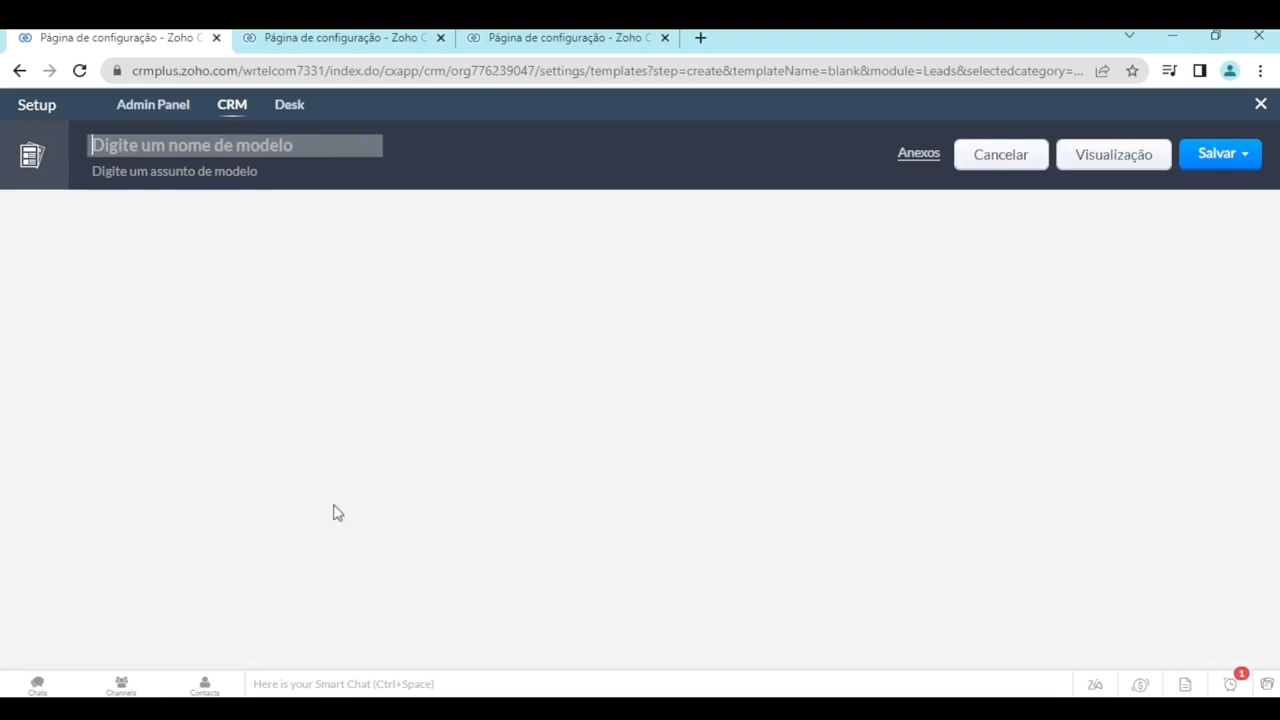 Página de configuração - Zoho C
Página de configuração - Zoho C
Página de configuração - Zoho C
crmplus.zoho.com/wrtelcom7331/index.do/cxapp/crm/org776239047/settings/templates?step=create&templateName=blank&module=Leads&selectedcategory=...
Setup
Admin Panel
CRM
Desk
Digite um nome de modelo
Digite um assunto de modelo
Anexos
Cancelar
Visualização
Salvar
Chats
Channels
Contacts
Here is your Smart Chat (Ctrl+Space)
1